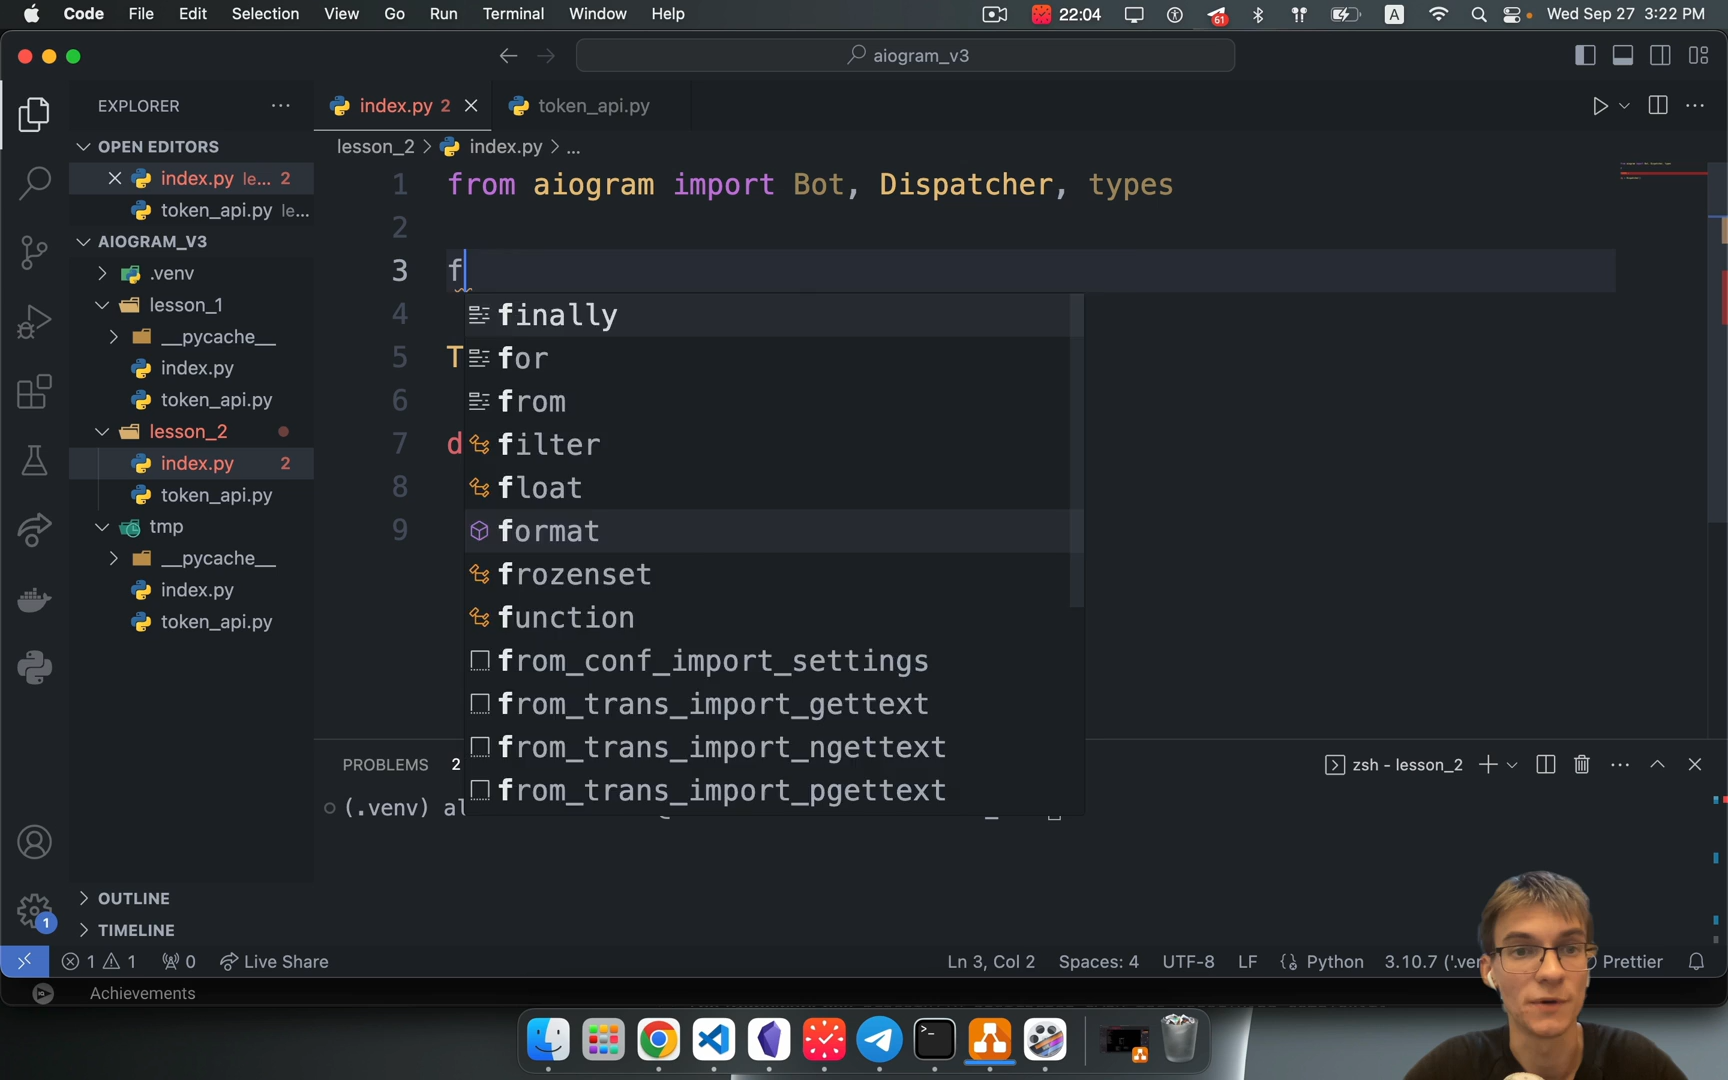 Code File Edit Selection View Go Run Terminal Window Help
61
22:04
A
Wed Sep 27 3:22 PM
aiogram_v3
EXPLORER
index.py 2
token_api.py
OPEN EDITORS
index.py le... 2
token_api.py le...
AIOGRAM_V3
.venv
lesson_1
__pycache__
index.py
token_api.py
lesson_2
index.py 2
token_api.py
tmp
__pycache__
index.py
token_api.py
OUTLINE
TIMELINE
lesson_2 > index.py > ...
1 from aiogram import Bot, Dispatcher, types
2
3 f
4
5 T
6
7 d
8
9
finally
for
from
filter
float
format
frozenset
function
from_conf_import_settings
from_trans_import_gettext
from_trans_import_ngettext
from_trans_import_pgettext
PROBLEMS 2
zsh - lesson_2
(.venv) al
1
1 1 0 Live Share
Ln 3, Col 2 Spaces: 4 UTF-8 LF Python 3.10.7 ('.ver Prettier
Achievements